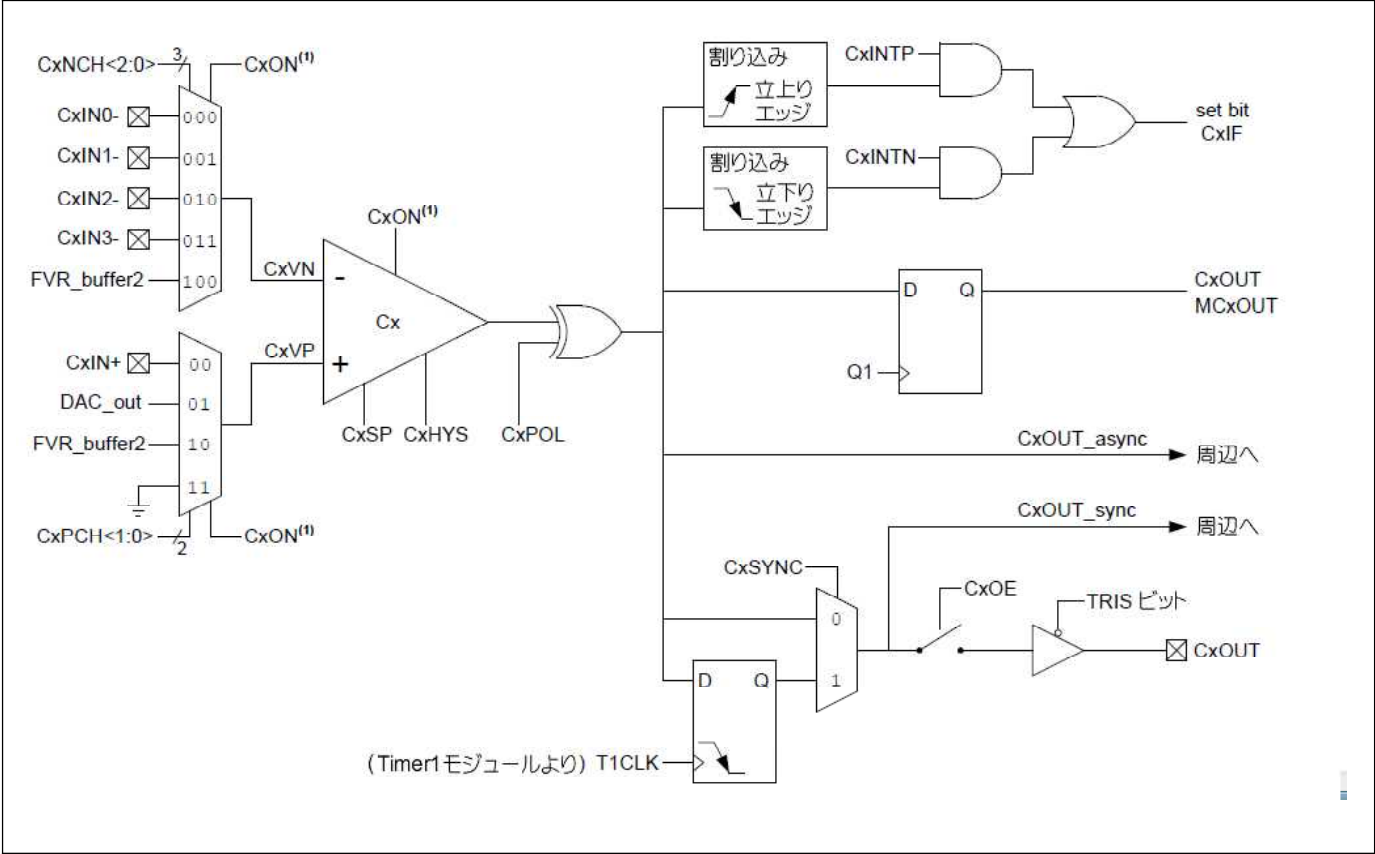 CxNCH<2:0>
3
CxON(1)
CxIN0-
000
CxIN1-
001
CxIN2-
010
CxIN3-
011
FVR_buffer2
100
CxIN+
00
DAC_out
01
FVR_buffer2
10
11
CxPCH<1:0>
2
CxON(1)
CxVN
CxVP
CxON(1)
-
Cx
+
CxSP
CxHYS
CxPOL
割り込み
立上り
エッジ
CxINTP
割り込み
立下り
エッジ
CxINTN
set bit
CxIF
D
Q
Q1
CxOUT
MCxOUT
CxOUT_async
周辺へ
CxOUT_sync
周辺へ
CxSYNC
0
1
CxOE
TRIS ビット
CxOUT
D
Q
(Timer1モジュールより) T1CLK